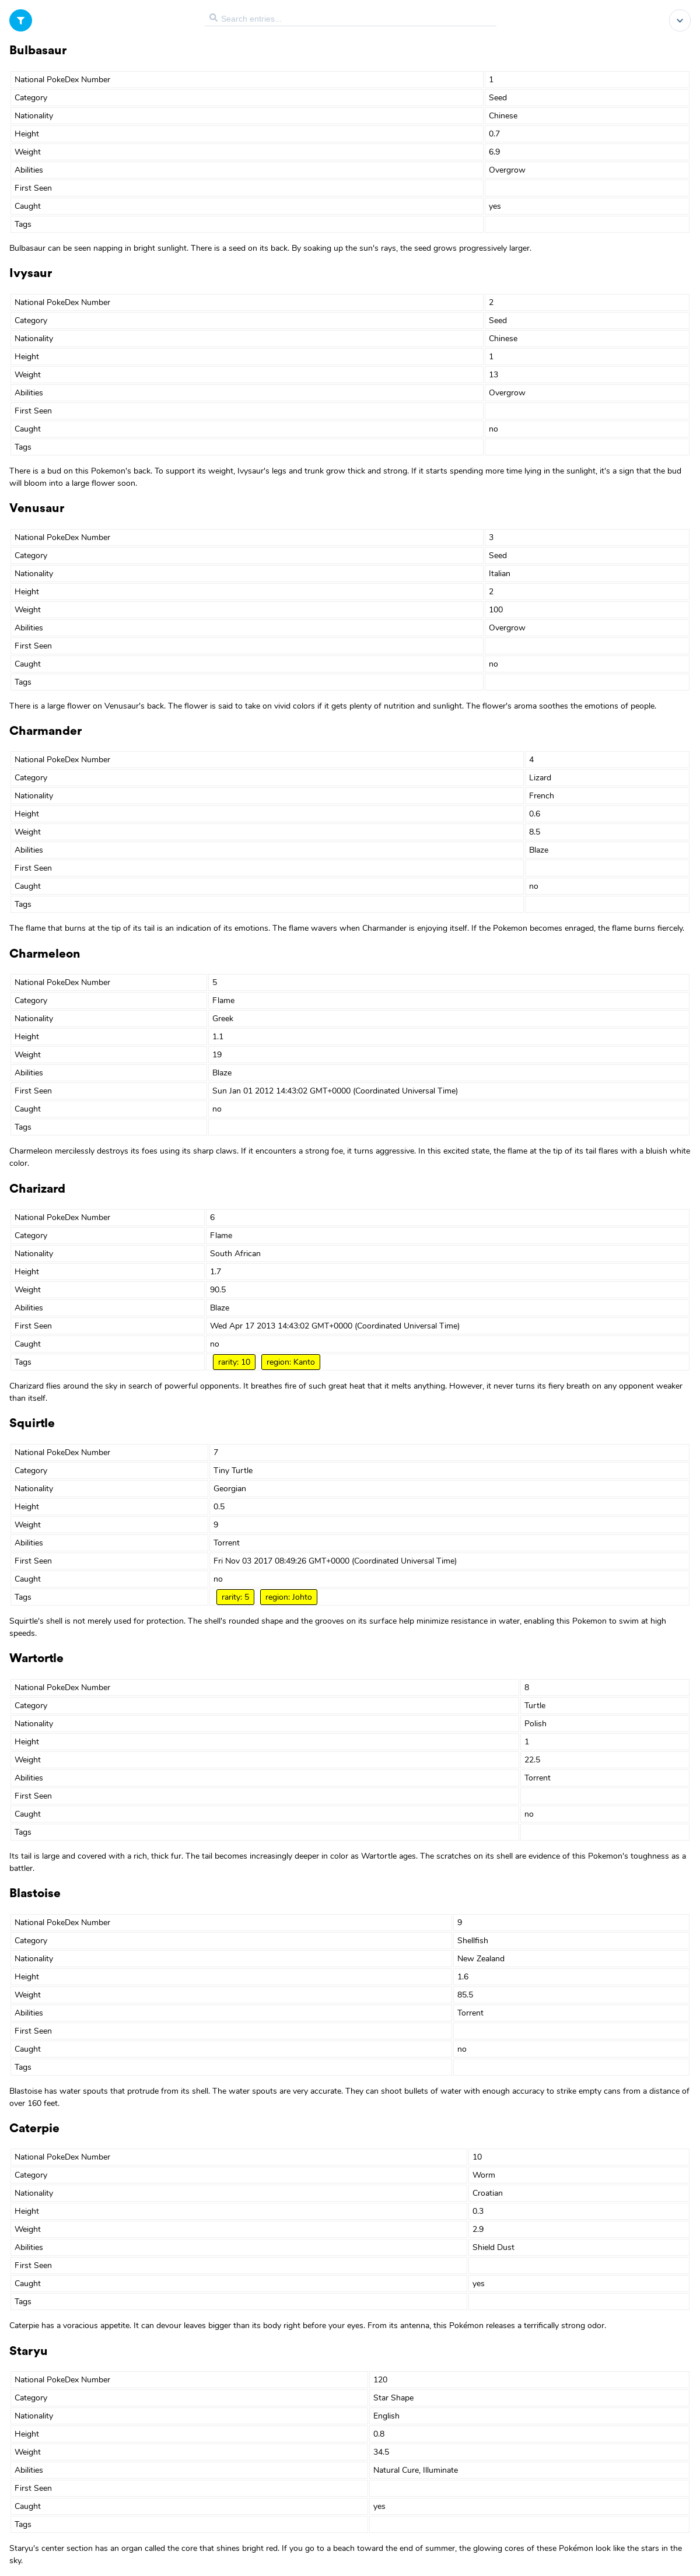 Search entries...
Bulbasaur
National PokeDex Number 1
Category Seed
Nationality Chinese
Height 0.7
Weight 6.9
Abilities Overgrow
First Seen
Caught yes
Tags
Bulbasaur can be seen napping in bright sunlight. There is a seed on its back. By soaking up the sun's rays, the seed grows progressively larger.
Ivysaur
National PokeDex Number 2
Category Seed
Nationality Chinese
Height 1
Weight 13
Abilities Overgrow
First Seen
Caught no
Tags
There is a bud on this Pokemon's back. To support its weight, Ivysaur's legs and trunk grow thick and strong. If it starts spending more time lying in the sunlight, it's a sign that the bud
will bloom into a large flower soon.
Venusaur
National PokeDex Number 3
Category Seed
Nationality Italian
Height 2
Weight 100
Abilities Overgrow
First Seen
Caught no
Tags
There is a large flower on Venusaur's back. The flower is said to take on vivid colors if it gets plenty of nutrition and sunlight. The flower's aroma soothes the emotions of people.
Charmander
National PokeDex Number 4
Category Lizard
Nationality French
Height 0.6
Weight 8.5
Abilities Blaze
First Seen
Caught no
Tags
The flame that burns at the tip of its tail is an indication of its emotions. The flame wavers when Charmander is enjoying itself. If the Pokemon becomes enraged, the flame burns fiercely.
Charmeleon
National PokeDex Number 5
Category Flame
Nationality Greek
Height 1.1
Weight 19
Abilities Blaze
First Seen Sun Jan 01 2012 14:43:02 GMT+0000 (Coordinated Universal Time)
Caught no
Tags
Charmeleon mercilessly destroys its foes using its sharp claws. If it encounters a strong foe, it turns aggressive. In this excited state, the flame at the tip of its tail flares with a bluish white
color.
Charizard
National PokeDex Number 6
Category Flame
Nationality South African
Height 1.7
Weight 90.5
Abilities Blaze
First Seen Wed Apr 17 2013 14:43:02 GMT+0000 (Coordinated Universal Time)
Caught no
Tags rarity: 10 region: Kanto
Charizard flies around the sky in search of powerful opponents. It breathes fire of such great heat that it melts anything. However, it never turns its fiery breath on any opponent weaker
than itself.
Squirtle
National PokeDex Number 7
Category Tiny Turtle
Nationality Georgian
Height 0.5
Weight 9
Abilities Torrent
First Seen Fri Nov 03 2017 08:49:26 GMT+0000 (Coordinated Universal Time)
Caught no
Tags rarity: 5 region: Johto
Squirtle's shell is not merely used for protection. The shell's rounded shape and the grooves on its surface help minimize resistance in water, enabling this Pokemon to swim at high
speeds.
Wartortle
National PokeDex Number 8
Category Turtle
Nationality Polish
Height 1
Weight 22.5
Abilities Torrent
First Seen
Caught no
Tags
Its tail is large and covered with a rich, thick fur. The tail becomes increasingly deeper in color as Wartortle ages. The scratches on its shell are evidence of this Pokemon's toughness as a
battler.
Blastoise
National PokeDex Number 9
Category Shellfish
Nationality New Zealand
Height 1.6
Weight 85.5
Abilities Torrent
First Seen
Caught no
Tags
Blastoise has water spouts that protrude from its shell. The water spouts are very accurate. They can shoot bullets of water with enough accuracy to strike empty cans from a distance of
over 160 feet.
Caterpie
National PokeDex Number 10
Category Worm
Nationality Croatian
Height 0.3
Weight 2.9
Abilities Shield Dust
First Seen
Caught yes
Tags
Caterpie has a voracious appetite. It can devour leaves bigger than its body right before your eyes. From its antenna, this Pokémon releases a terrifically strong odor.
Staryu
National PokeDex Number 120
Category Star Shape
Nationality English
Height 0.8
Weight 34.5
Abilities Natural Cure, Illuminate
First Seen
Caught yes
Tags
Staryu's center section has an organ called the core that shines bright red. If you go to a beach toward the end of summer, the glowing cores of these Pokémon look like the stars in the
sky.